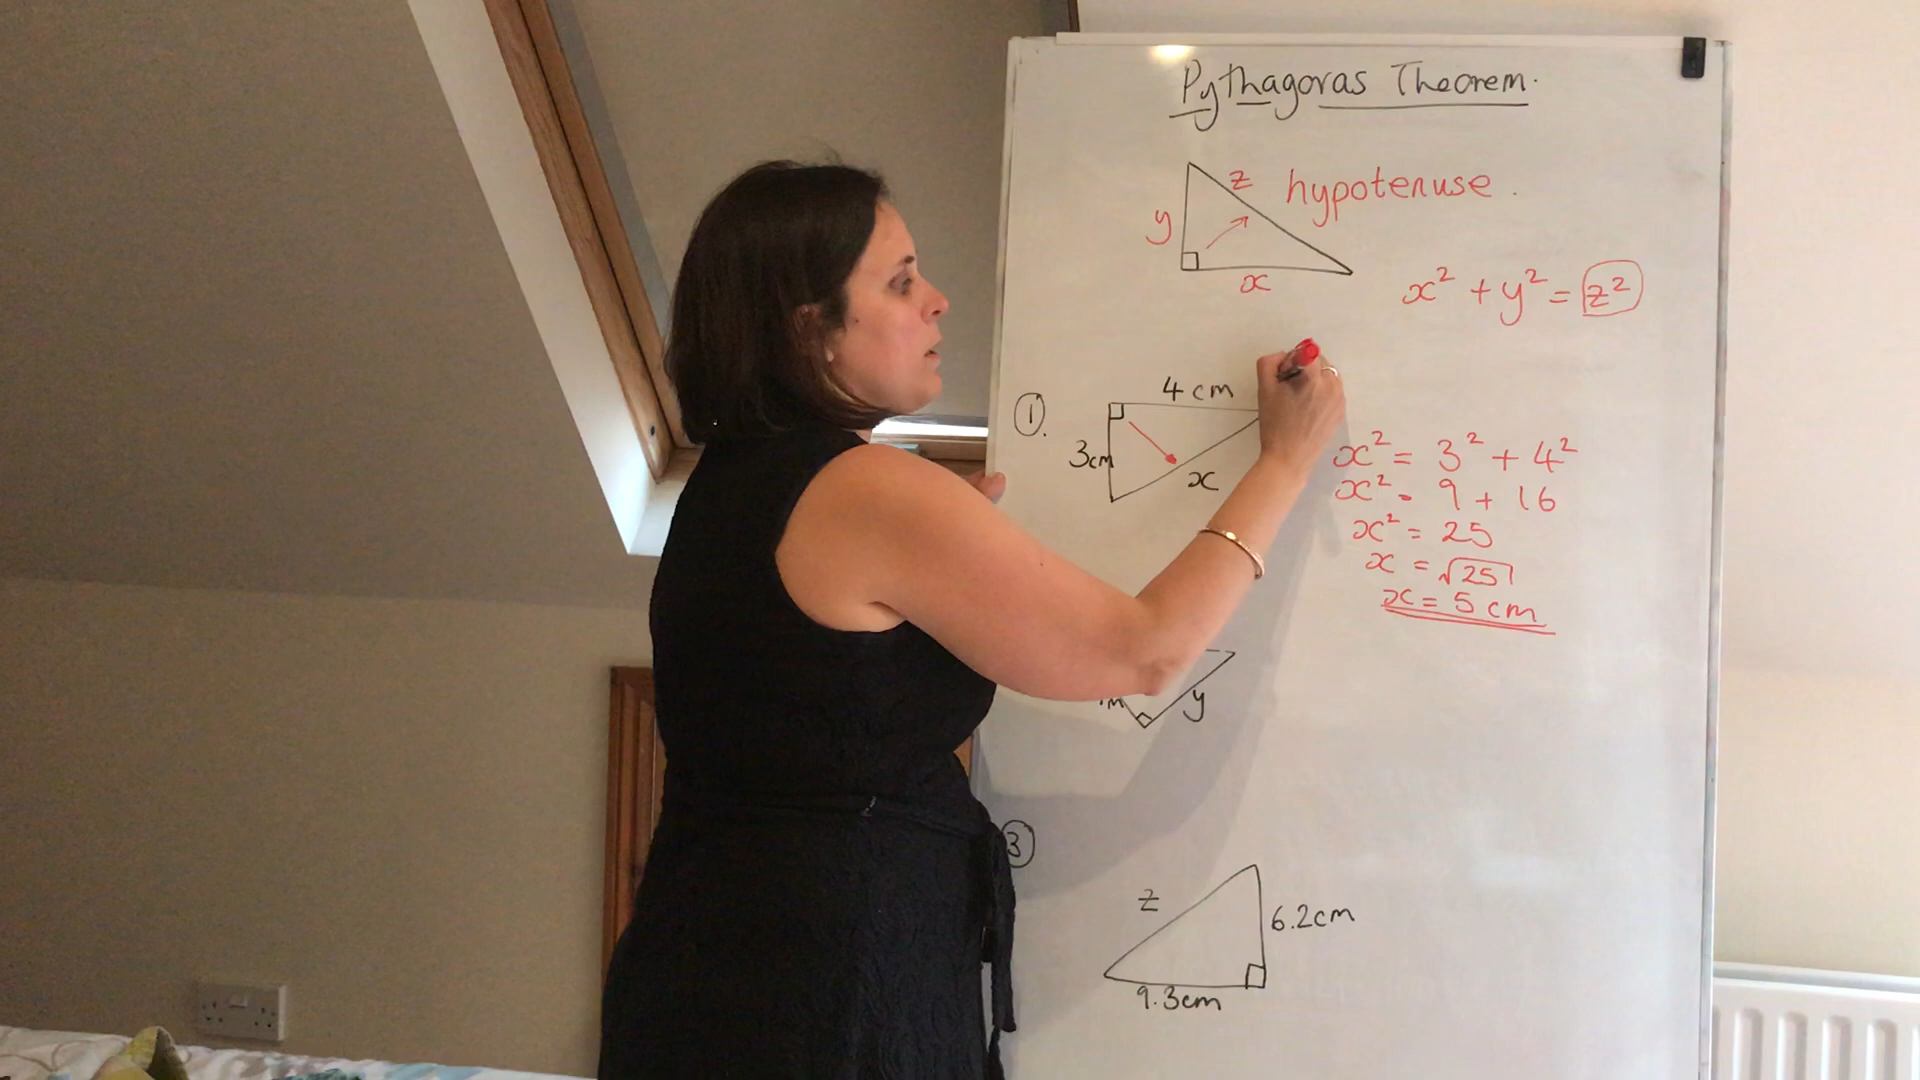 Pythagoras Theorem.
z hypotenuse.
y
x
x² + y² = z²
1.
4 cm
3cm
x
x² = 3² + 4²
x² = 9 + 16
x² = 25
x = √25
x = 5 cm
m y
3
z
6.2cm
9.3cm